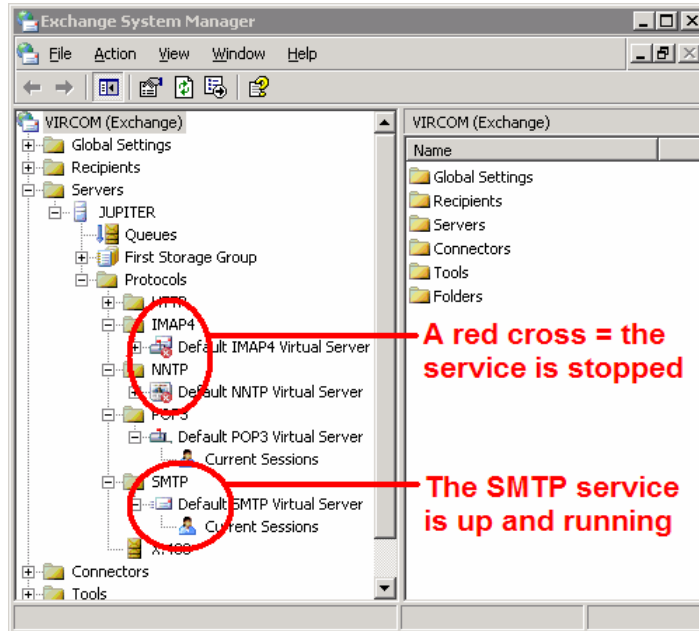 Exchange System Manager
File Action View Window Help
VIRCOM (Exchange)
Global Settings
Recipients
Servers
JUPITER
Queues
First Storage Group
Protocols
HTTP
IMAP4
Default IMAP4 Virtual Server
NNTP
Default NNTP Virtual Server
POP3
Default POP3 Virtual Server
Current Sessions
SMTP
Default SMTP Virtual Server
Current Sessions
X.400
Connectors
Tools
VIRCOM (Exchange)
Name
Global Settings
Recipients
Servers
Connectors
Tools
Folders
A red cross = the
service is stopped
The SMTP service
is up and running